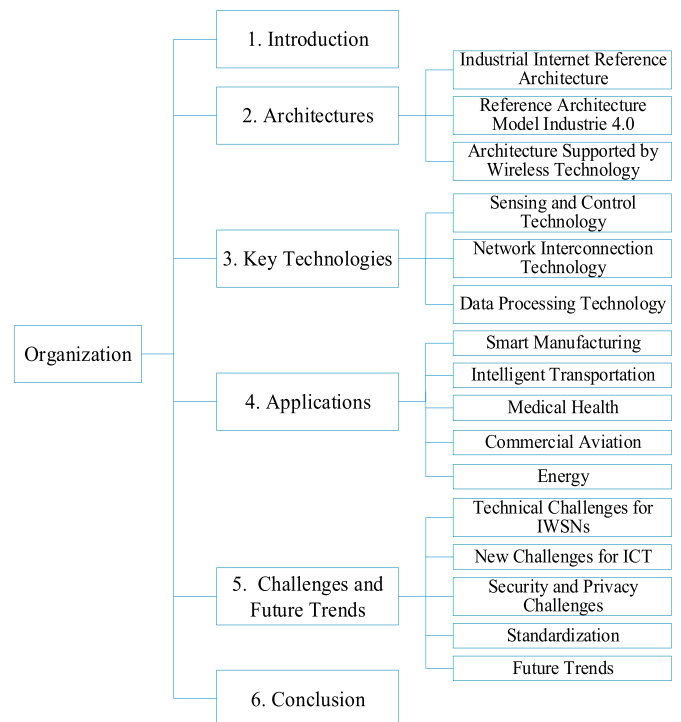 Organization
1. Introduction
2. Architectures
Industrial Internet Reference
Architecture
Reference Architecture
Model Industrie 4.0
Architecture Supported by
Wireless Technology
3. Key Technologies
Sensing and Control
Technology
Network Interconnection
Technology
Data Processing Technology
4. Applications
Smart Manufacturing
Intelligent Transportation
Medical Health
Commercial Aviation
Energy
5. Challenges and
Future Trends
Technical Challenges for
IWSNs
New Challenges for ICT
Security and Privacy
Challenges
Standardization
Future Trends
6. Conclusion